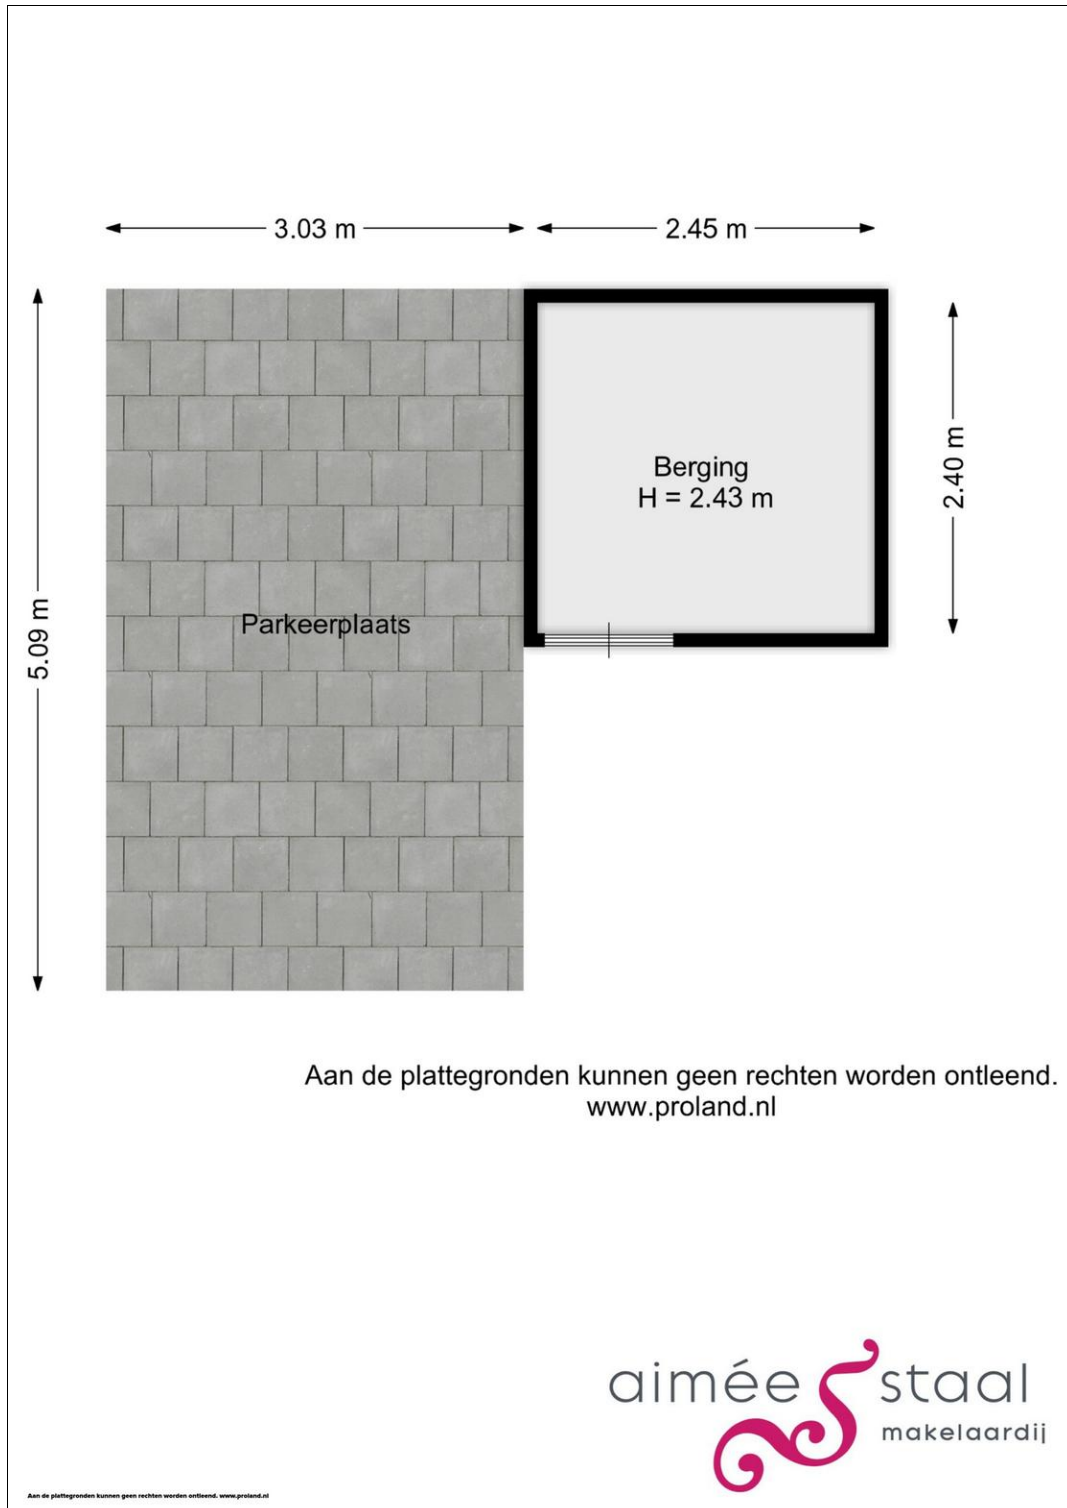 3.03 m
2.45 m
5.09 m
2.40 m
Berging
H = 2.43 m
Parkeerplaats
Aan de plattegronden kunnen geen rechten worden ontleend.
www.proland.nl
aimée staal
makelaardij
Aan de plattegronden kunnen geen rechten worden ontleend. www.proland.nl